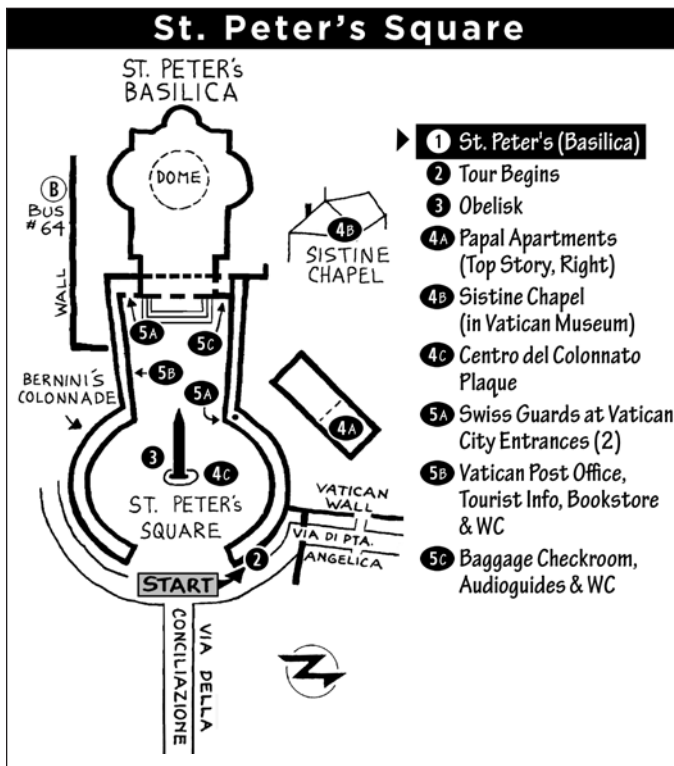 St. Peter's Square
ST. PETER's
BASILICA
DOME
B
BUS
#64
WALL
4B
SISTINE
CHAPEL
5A
5C
5B
5A
BERNINI'S
COLONNADE
4A
3
4C
ST. PETER's
SQUARE
VATICAN
WALL
VIA DI PTA.
ANGELICA
2
START
VIA DELLA
CONCILIAZIONE
1 St. Peter's (Basilica)
2 Tour Begins
3 Obelisk
4A Papal Apartments
(Top Story, Right)
4B Sistine Chapel
(in Vatican Museum)
4C Centro del Colonnato
Plaque
5A Swiss Guards at Vatican
City Entrances (2)
5B Vatican Post Office,
Tourist Info, Bookstore
& WC
5C Baggage Checkroom,
Audioguides & WC